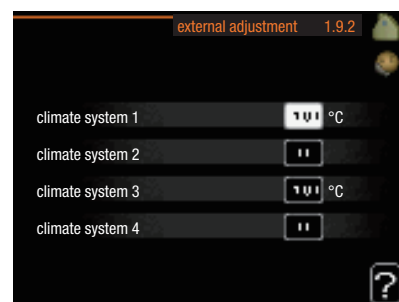 external adjustment 1.9.2
climate system 1 °C
climate system 2
climate system 3 °C
climate system 4
?